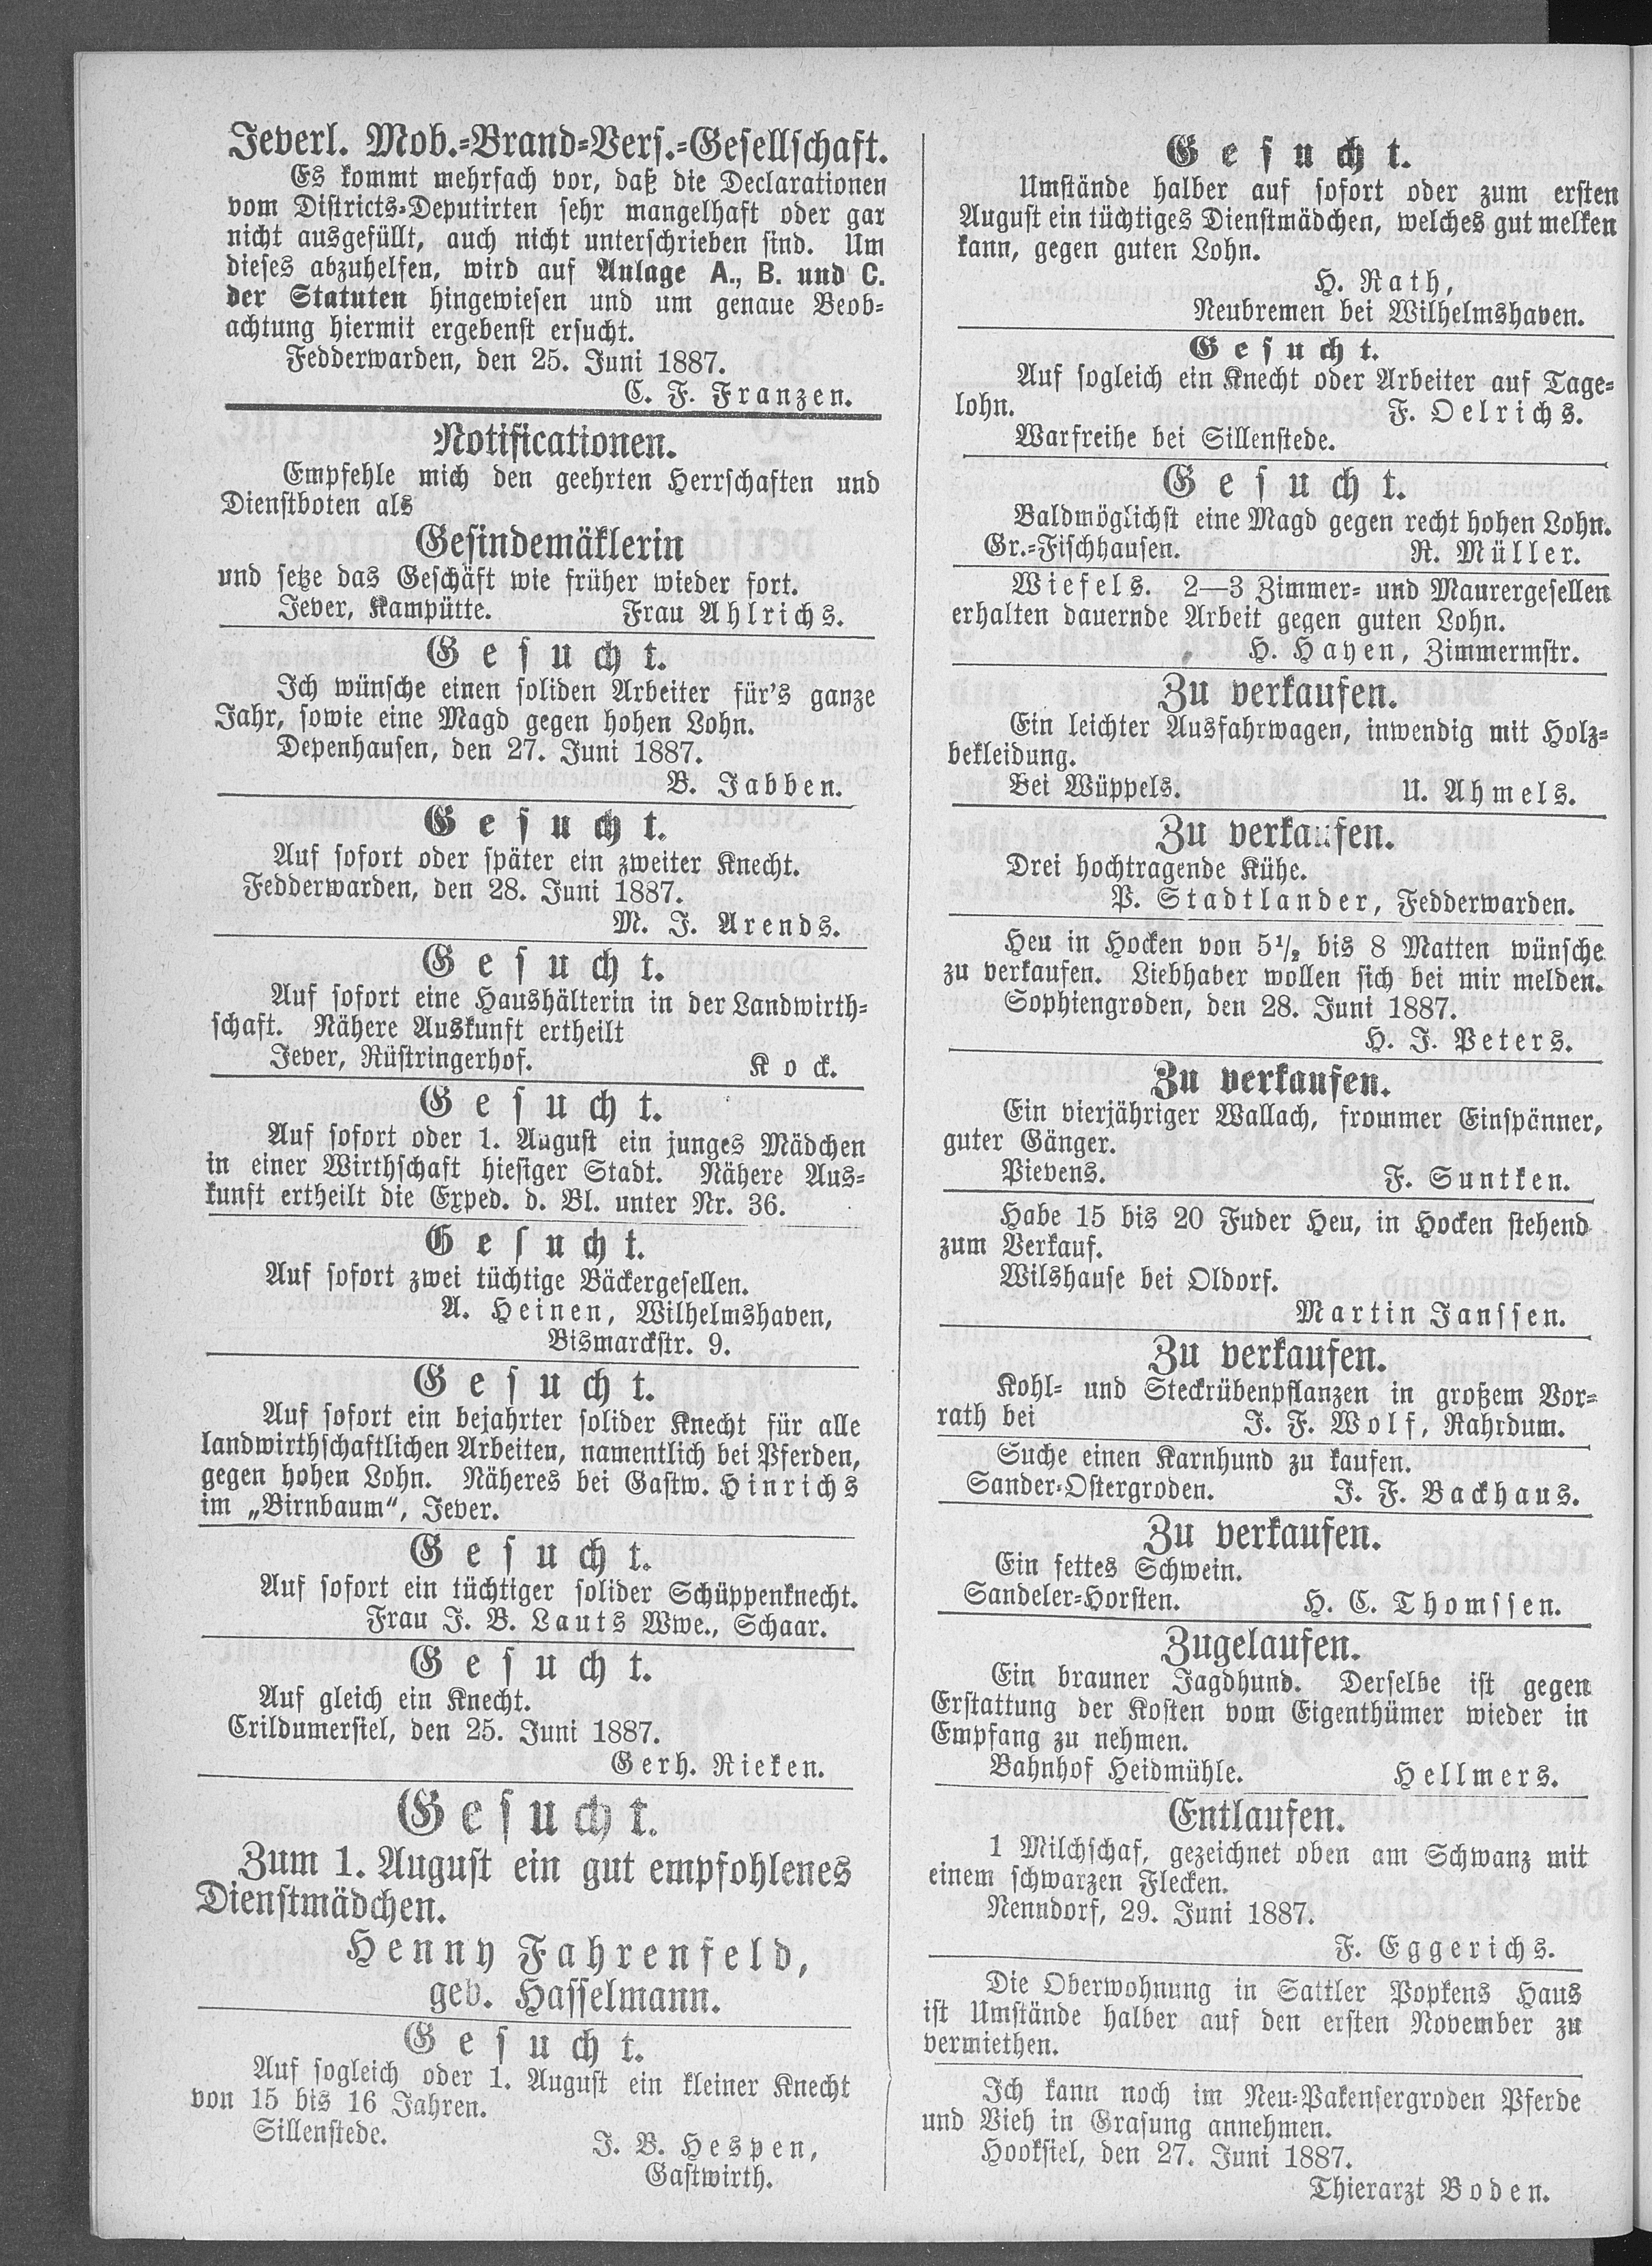 Jeverl. Mob.-Brand-Vers.-Gesellschaft.
Es kommt mehrfach vor, daß die Declarationen
vom Districts-Deputirten sehr mangelhaft oder gar
nicht ausgefüllt, auch nicht unterschrieben sind. Um
dieses abzuhelfen, wird auf Anlage A., B. und C.
der Statuten hingewiesen und um genaue Beob-
achtung hiermit ergebenst ersucht.
Fedderwarden, den 25. Juni 1887.
C. F. Franzen.
Notificationen.
Empfehle mich den geehrten Herrschaften und
Dienstboten als
Gesindemäklerin
und setze das Geschäft wie früher wieder fort.
Jever, Kampütte. Frau Ahlrichs.
Gesucht.
Ich wünsche einen soliden Arbeiter für's ganze
Jahr, sowie eine Magd gegen hohen Lohn.
Depenhausen, den 27. Juni 1887.
B. Jabben.
Gesucht.
Auf sofort oder später ein zweiter Knecht.
Fedderwarden, den 28. Juni 1887.
M. J. Arends.
Gesucht.
Auf sofort eine Haushälterin in der Landwirth-
schaft. Nähere Auskunft ertheilt
Jever, Rüstringerhof. Kock.
Gesucht.
Auf sofort oder 1. August ein junges Mädchen
in einer Wirthschaft hiesiger Stadt. Nähere Aus-
kunft ertheilt die Exped. d. Bl. unter Nr. 36.
Gesucht.
Auf sofort zwei tüchtige Bäckergesellen.
A. Heinen, Wilhelmshaven,
Bismarckstr. 9.
Gesucht.
Auf sofort ein bejahrter solider Knecht für alle
landwirthschaftlichen Arbeiten, namentlich bei Pferden,
gegen hohen Lohn. Näheres bei Gastw. Hinrichs
im „Birnbaum“, Jever.
Gesucht.
Auf sofort ein tüchtiger solider Schüppenknecht.
Frau J. B. Lauts Wwe., Schaar.
Gesucht.
Auf gleich ein Knecht.
Crildumersiel, den 25. Juni 1887.
Gerh. Rieken.
Gesucht.
Zum 1. August ein gut empfohlenes
Dienstmädchen.
Henny Fahrenfeld,
geb. Hasselmann.
Gesucht.
Auf sogleich oder 1. August ein kleiner Knecht
von 15 bis 16 Jahren.
Sillenstede. J. B. Hespen,
Gastwirth.
Gesucht.
Umstände halber auf sofort oder zum ersten
August ein tüchtiges Dienstmädchen, welches gut melken
kann, gegen guten Lohn.
H. Rath,
Neubremen bei Wilhelmshaven.
Gesucht.
Auf sogleich ein Knecht oder Arbeiter auf Tage-
lohn. F. Oelrichs.
Warfreihe bei Sillenstede.
Gesucht.
Baldmöglichst eine Magd gegen recht hohen Lohn.
Gr.-Fischhausen. R. Müller.
Wiefels. 2—3 Zimmer- und Maurergesellen
erhalten dauernde Arbeit gegen guten Lohn.
H. Hayen, Zimmermstr.
Zu verkaufen.
Ein leichter Ausfahrwagen, inwendig mit Holz-
bekleidung.
Bei Wüppels. U. Ahmels.
Zu verkaufen.
Drei hochtragende Kühe.
P. Stadtlander, Fedderwarden.
Heu in Hocken von 5½ bis 8 Matten wünsche
zu verkaufen. Liebhaber wollen sich bei mir melden.
Sophiengroden, den 28. Juni 1887.
H. J. Peters.
Zu verkaufen.
Ein vierjähriger Wallach, frommer Einspänner,
guter Gänger.
Pievens. F. Suntken.
Habe 15 bis 20 Fuder Heu, in Hocken stehend
zum Verkauf.
Wilshause bei Oldorf.
Martin Janssen.
Zu verkaufen.
Kohl- und Steckrübenpflanzen in großem Vor-
rath bei J. F. Wolf, Rahrdum.
Suche einen Karnhund zu kaufen.
Sander-Ostergroden. J. F. Backhaus.
Zu verkaufen.
Ein fettes Schwein.
Sandeler-Horsten. H. C. Thomssen.
Zugelaufen.
Ein brauner Jagdhund. Derselbe ist gegen
Erstattung der Kosten vom Eigenthümer wieder in
Empfang zu nehmen.
Bahnhof Heidmühle. Hellmers.
Entlaufen.
1 Milchschaf, gezeichnet oben am Schwanz mit
einem schwarzen Flecken.
Nenndorf, 29. Juni 1887.
F. Eggerichs.
Die Oberwohnung in Sattler Popkens Haus
ist Umstände halber auf den ersten November zu
vermiethen.
Ich kann noch im Neu-Pakensergroden Pferde
und Vieh in Grasung annehmen.
Hooksiel, den 27. Juni 1887.
Thierarzt Boden.